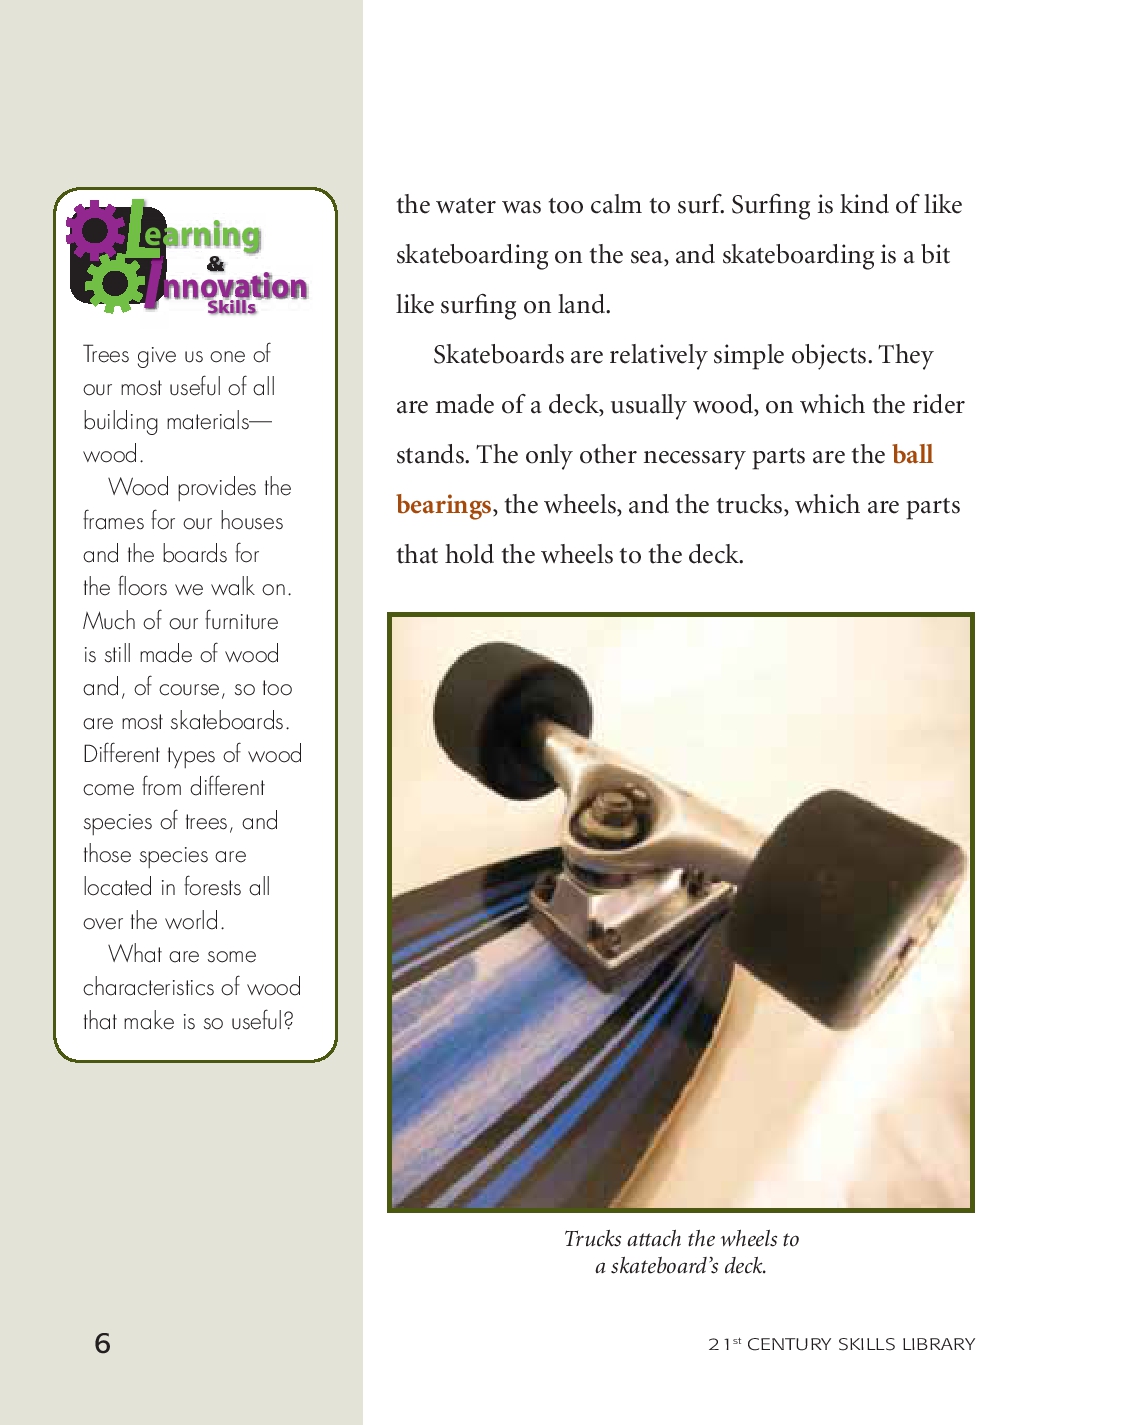 Learning
&
Innovation
Skills
Trees give us one of
our most useful of all
building materials—
wood.
Wood provides the
frames for our houses
and the boards for
the floors we walk on.
Much of our furniture
is still made of wood
and, of course, so too
are most skateboards.
Different types of wood
come from different
species of trees, and
those species are
located in forests all
over the world.
What are some
characteristics of wood
that make is so useful?
the water was too calm to surf. Surfing is kind of like
skateboarding on the sea, and skateboarding is a bit
like surfing on land.
Skateboards are relatively simple objects. They
are made of a deck, usually wood, on which the rider
stands. The only other necessary parts are the ball
bearings, the wheels, and the trucks, which are parts
that hold the wheels to the deck.
Trucks attach the wheels to
a skateboard's deck.
6
21st CENTURY SKILLS LIBRARY